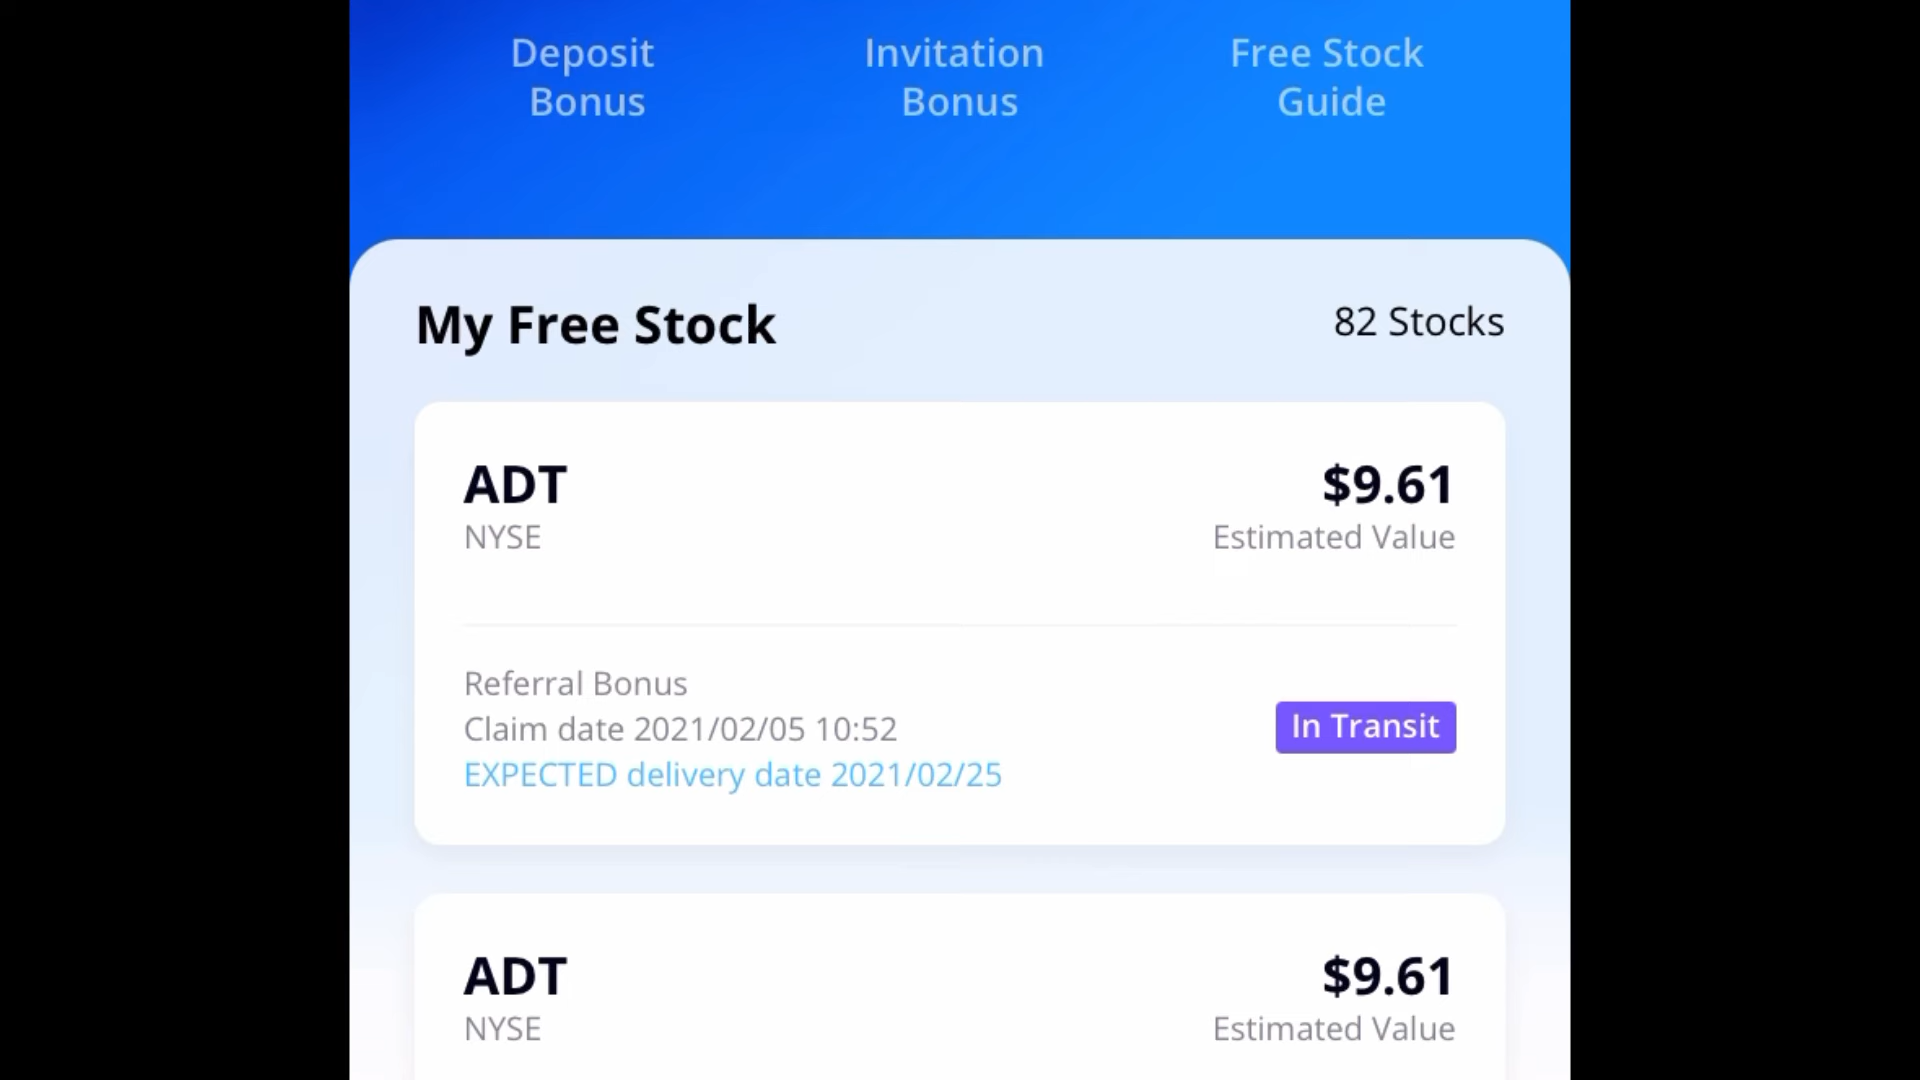 Deposit
Bonus
Invitation
Bonus
Free Stock
Guide
My Free Stock
82 Stocks
ADT
$9.61
NYSE
Estimated Value
Referral Bonus
Claim date 2021/02/05 10:52
In Transit
EXPECTED delivery date 2021/02/25
ADT
$9.61
NYSE
Estimated Value